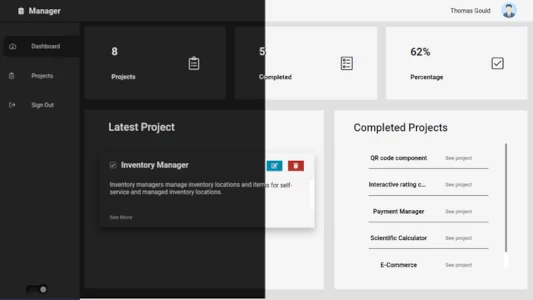 Manager
Thomas Gould
Dashboard
Projects
Sign Out
8
Projects
5
Completed
62%
Percentage
Latest Project
Inventory Manager
Inventory managers manage inventory locations and items for self-
service and managed inventory locations.
See More
Completed Projects
QR code component See project
Interactive rating c... See project
Payment Manager See project
Scientific Calculator See project
E-Commerce See project